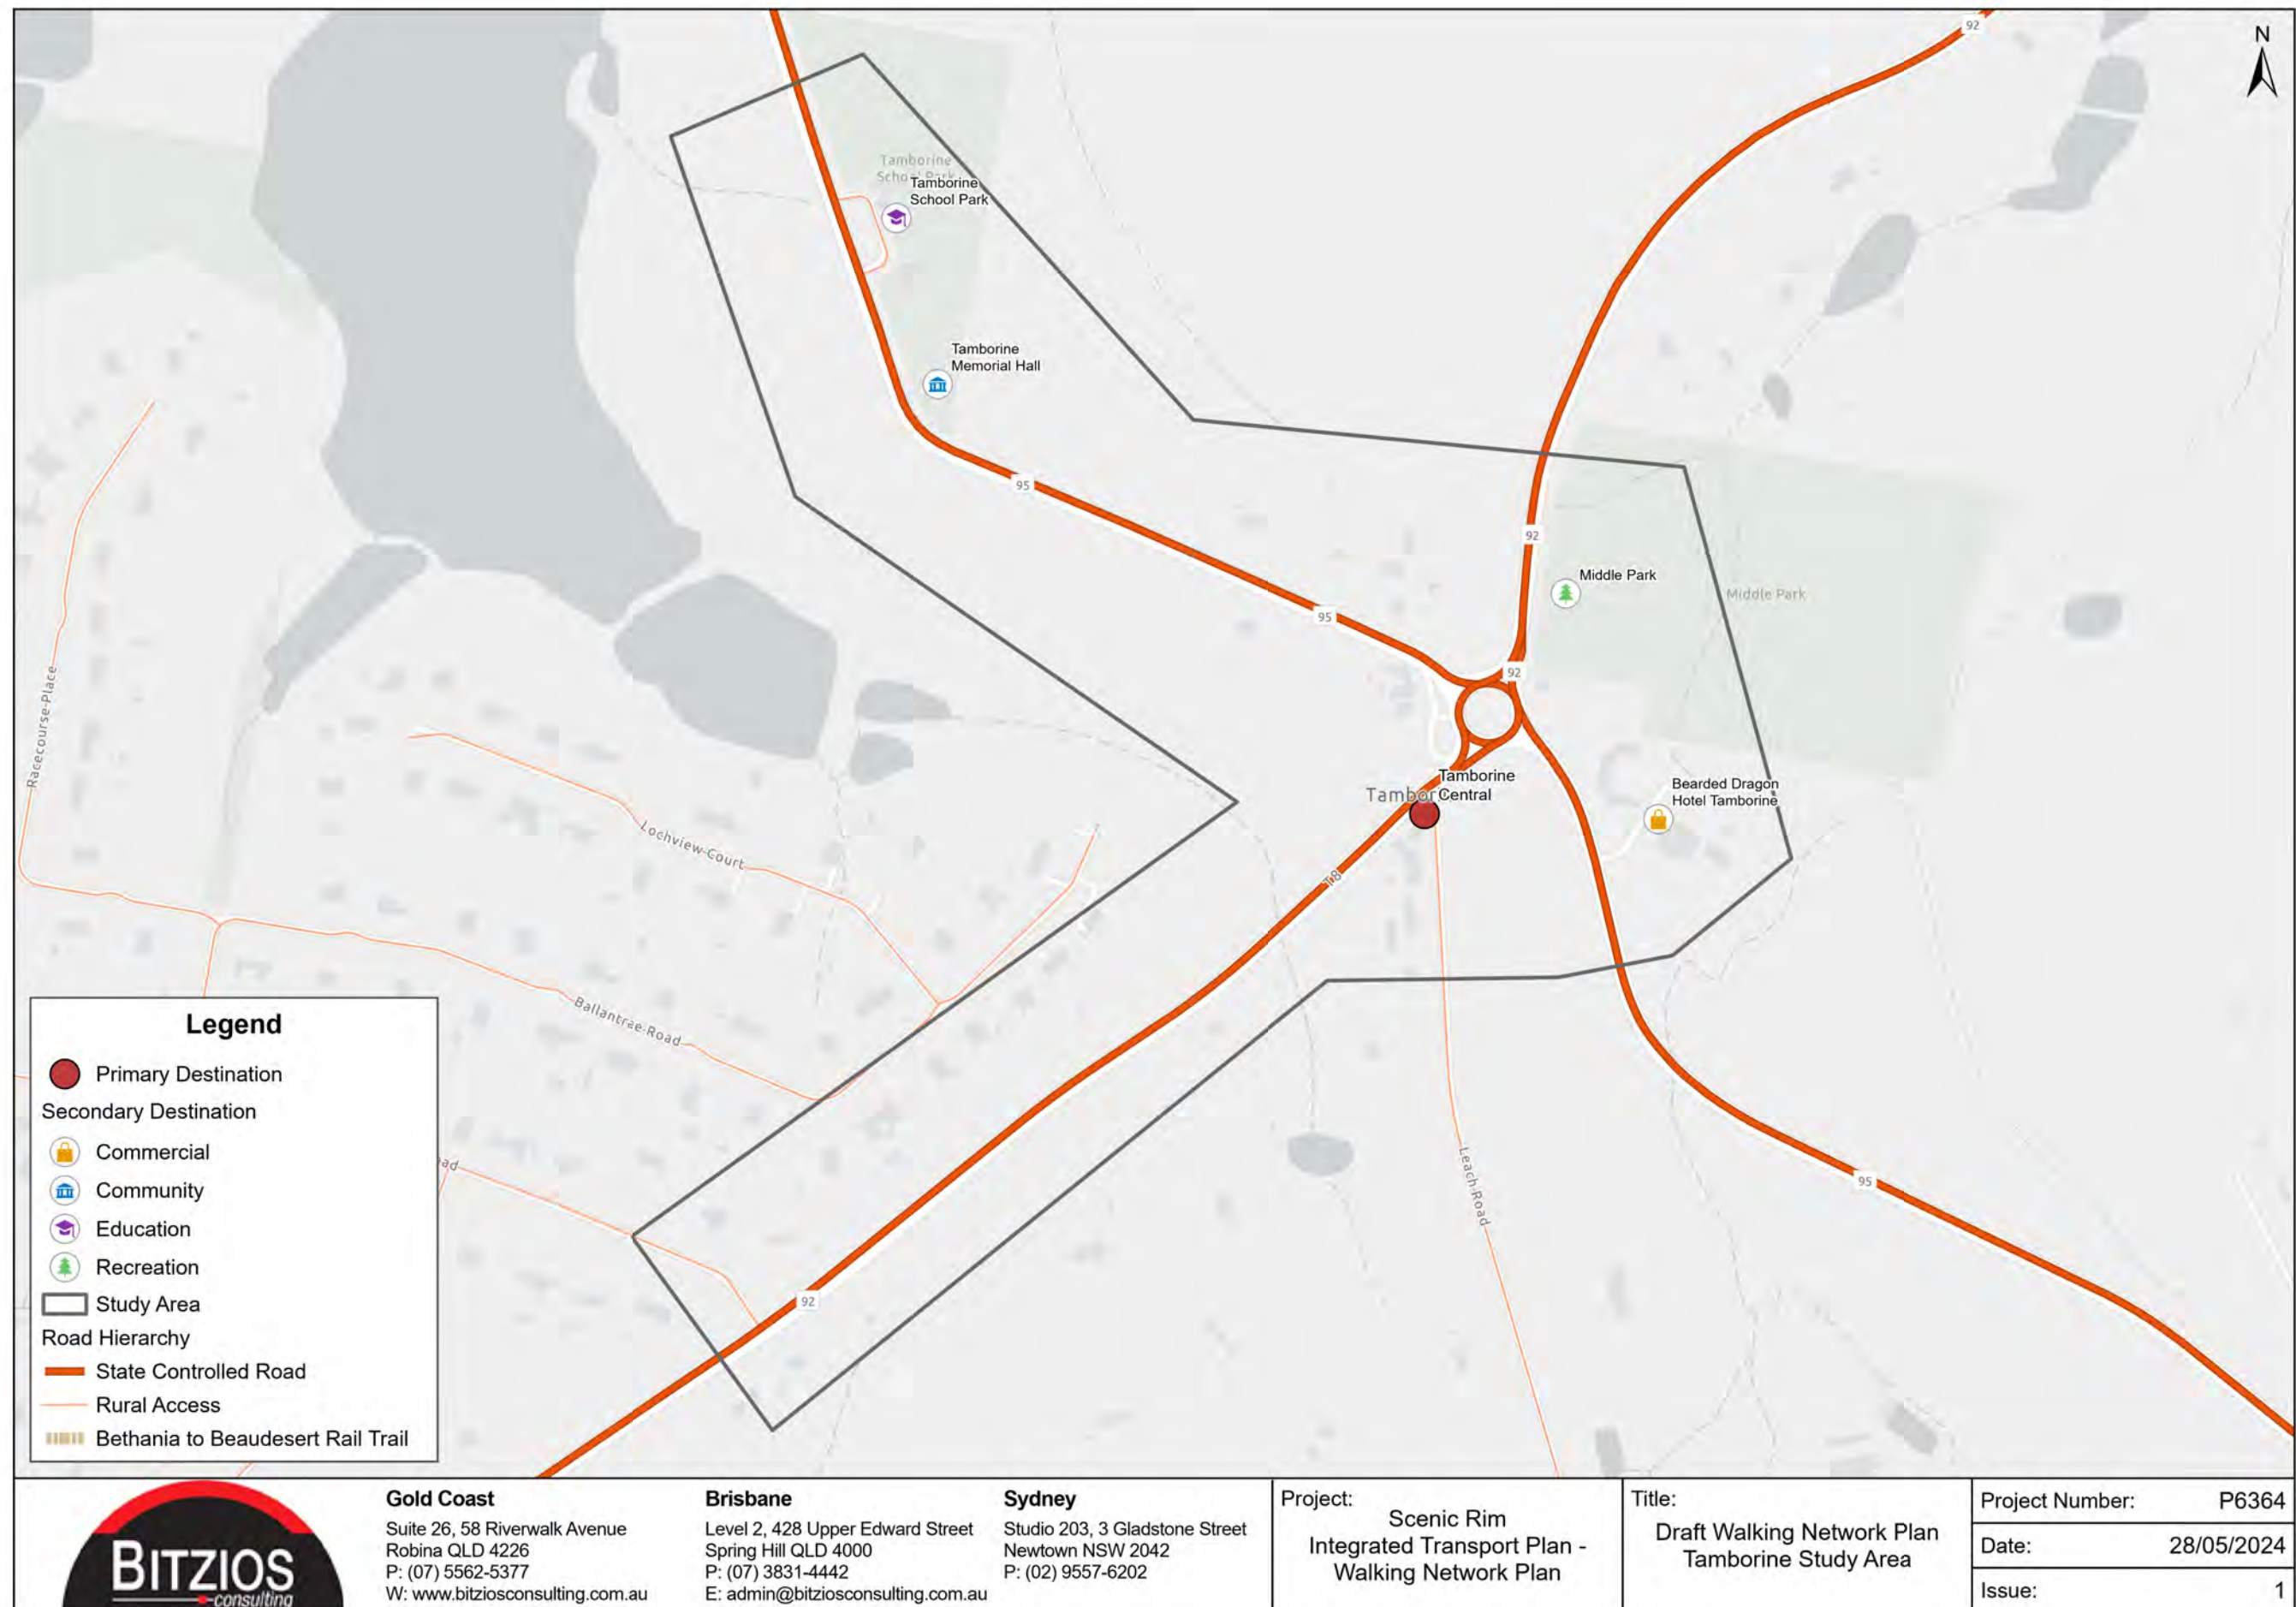 92
N
Tamborine
School Park
Tamborine
School Park
Tamborine
Memorial Hall
95
92
Middle Park
Middle Park
95
92
Racecourse Place
Tamborine
Central
Bearded Dragon
Hotel Tamborine
Lochview Court
T8
Ballantrae Road
Leach Road
95
92
Legend
Primary Destination
Secondary Destination
Commercial
Community
Education
Recreation
Study Area
Road Hierarchy
State Controlled Road
Rural Access
Bethania to Beaudesert Rail Trail
BITZIOS
consulting
Gold Coast
Suite 26, 58 Riverwalk Avenue
Robina QLD 4226
P: (07) 5562-5377
W: www.bitziosconsulting.com.au
Brisbane
Level 2, 428 Upper Edward Street
Spring Hill QLD 4000
P: (07) 3831-4442
E: admin@bitziosconsulting.com.au
Sydney
Studio 203, 3 Gladstone Street
Newtown NSW 2042
P: (02) 9557-6202
Project:
Scenic Rim
Integrated Transport Plan -
Walking Network Plan
Title:
Draft Walking Network Plan
Tamborine Study Area
Project Number: P6364
Date: 28/05/2024
Issue: 1